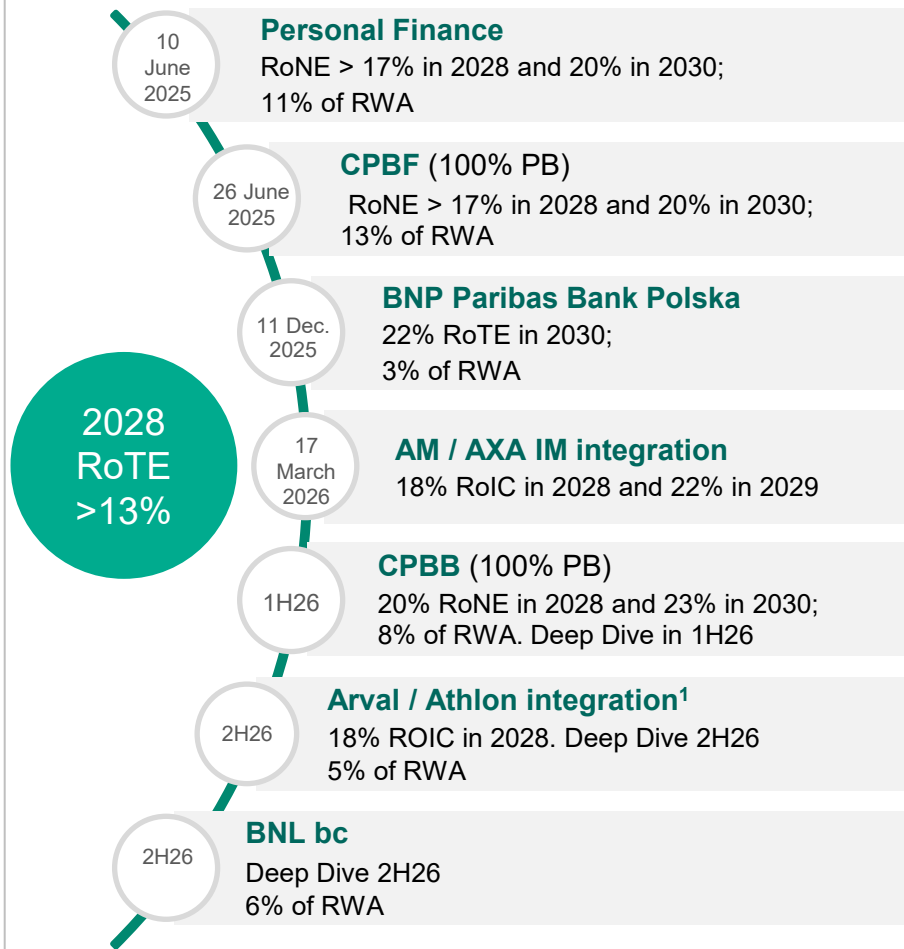 10
June
2025
Personal Finance
RoNE > 17% in 2028 and 20% in 2030;
11% of RWA
26 June
2025
CPBF (100% PB)
RoNE > 17% in 2028 and 20% in 2030;
13% of RWA
11 Dec.
2025
BNP Paribas Bank Polska
22% RoTE in 2030;
3% of RWA
2028
RoTE
>13%
17
March
2026
AM / AXA IM integration
18% RoIC in 2028 and 22% in 2029
1H26
CPBB (100% PB)
20% RoNE in 2028 and 23% in 2030;
8% of RWA. Deep Dive in 1H26
2H26
Arval / Athlon integration¹
18% ROIC in 2028. Deep Dive 2H26
5% of RWA
2H26
BNL bc
Deep Dive 2H26
6% of RWA